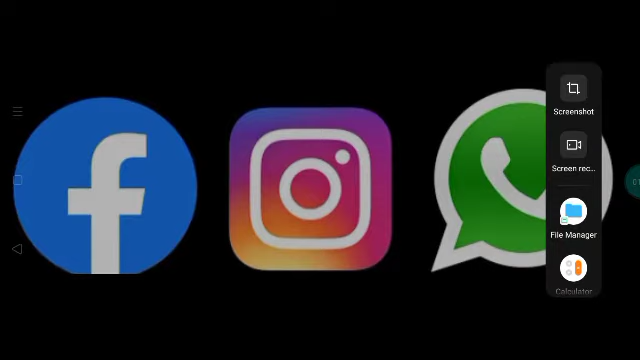 Screenshot
Screen rec...
File Manager
Calculator